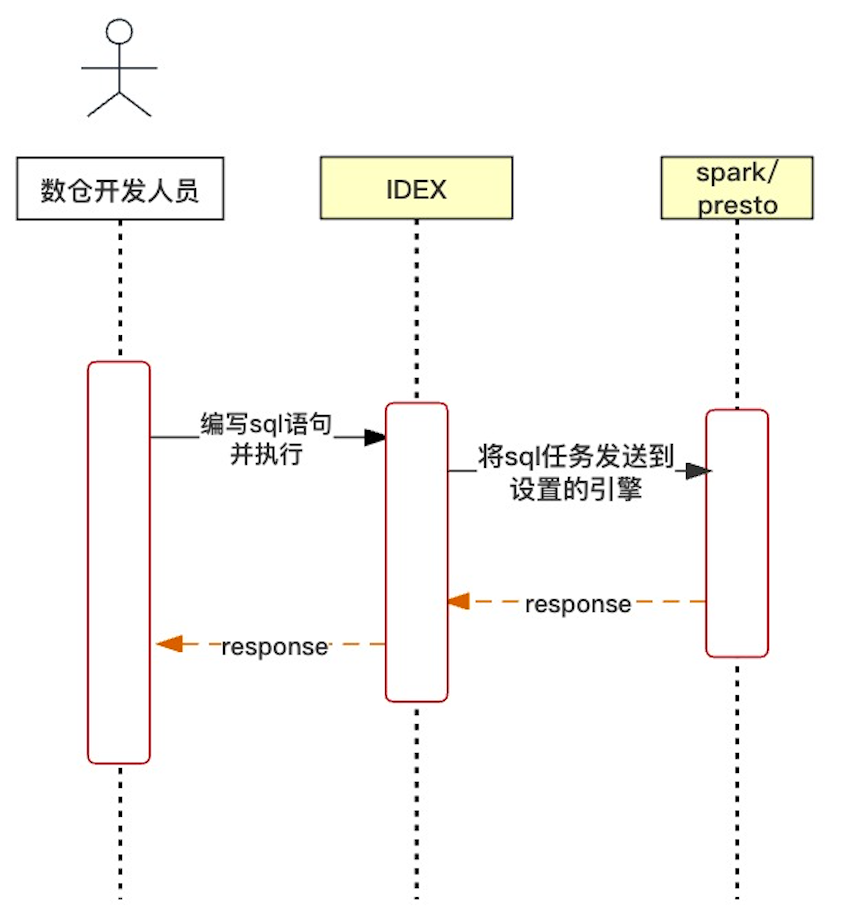 数仓开发人员
IDEX
spark/
presto
编写sql语句
并执行
将sql任务发送到
设置的引擎
response
response